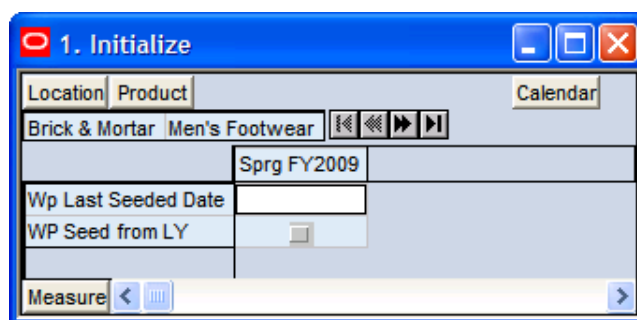 1. Initialize
Location Product Calendar
Brick & Mortar Men's Footwear
Sprg FY2009
Wp Last Seeded Date
WP Seed from LY
Measure